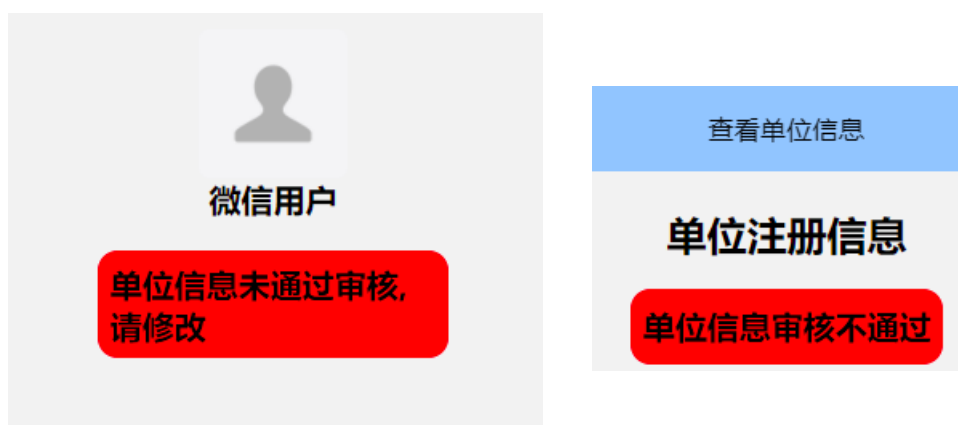 微信用户
单位信息未通过审核,
请修改
查看单位信息
单位注册信息
单位信息审核不通过